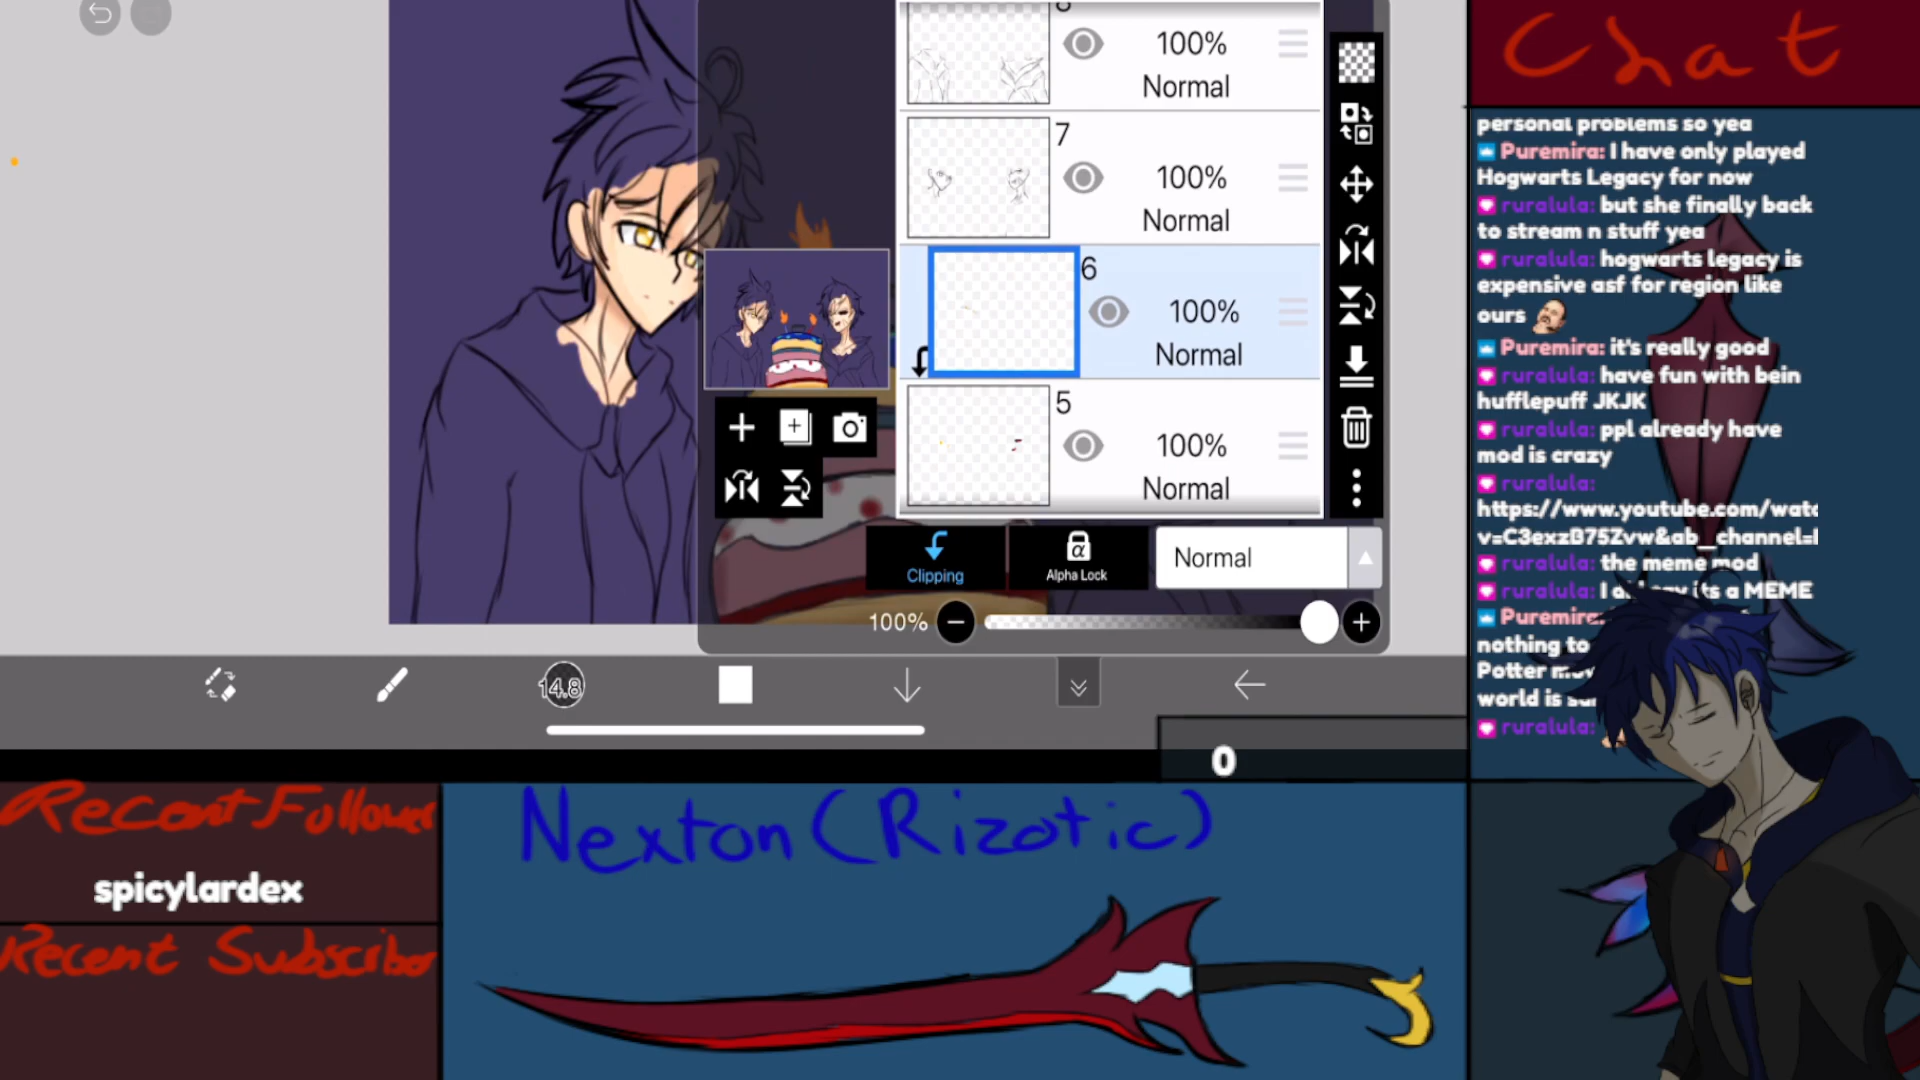 8
100%
Normal
7
100%
Normal
6
100%
Normal
5
100%
Normal
Clipping
Alpha Lock
Normal
100%
14.8
0
Chat
personal problems so yea
Puremira: I have only played
Hogwarts Legacy for now
ruralula: but she finally back
to stream n stuff yea
ruralula: hogwarts legacy is
expensive asf for region like
ours
Puremira: it's really good
ruralula: have fun with bein
hufflepuff JKJK
ruralula: ppl already have
mod is crazy
ruralula:
https://www.youtube.com/watc
v=C3exzB75Zvw&ab_channel=
ruralula: the meme mod
ruralula: its a MEME
Puremira:
nothing to
Potter
world is
ruralula:
Recent Follower
spicylardex
Recent Subscriber
Nexton (Rizotic)